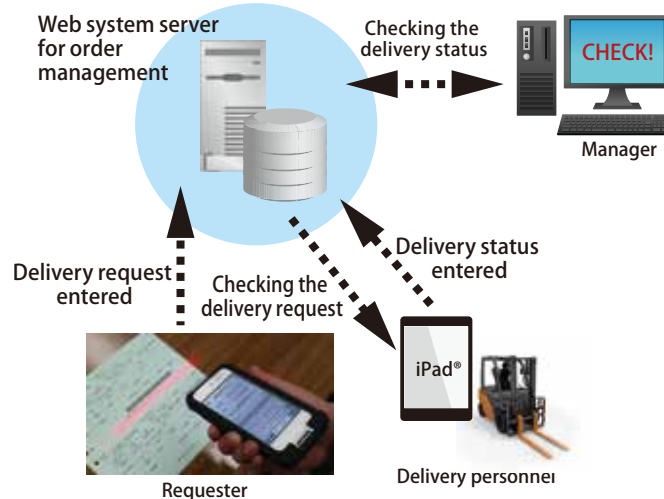 Web system server
for order
management
Checking the
delivery status
CHECK!
Manager
Delivery request
entered
Checking the
delivery request
Delivery status
entered
iPad®
Requester
Delivery personnel